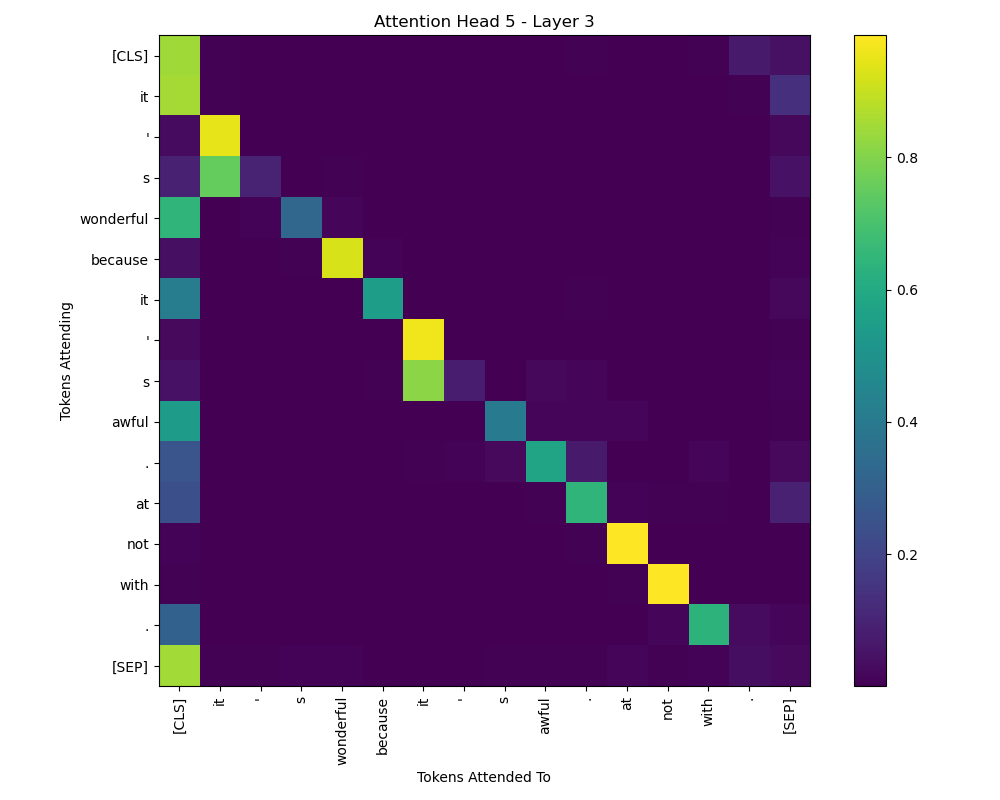 Attention Head 5 - Layer 3
Tokens Attending
[CLS]
it
'
s
wonderful
because
it
'
s
awful
.
at
not
with
.
[SEP]
[CLS]
it
'
s
wonderful
because
it
'
s
awful
.
at
not
with
.
[SEP]
Tokens Attended To
0.8
0.6
0.4
0.2